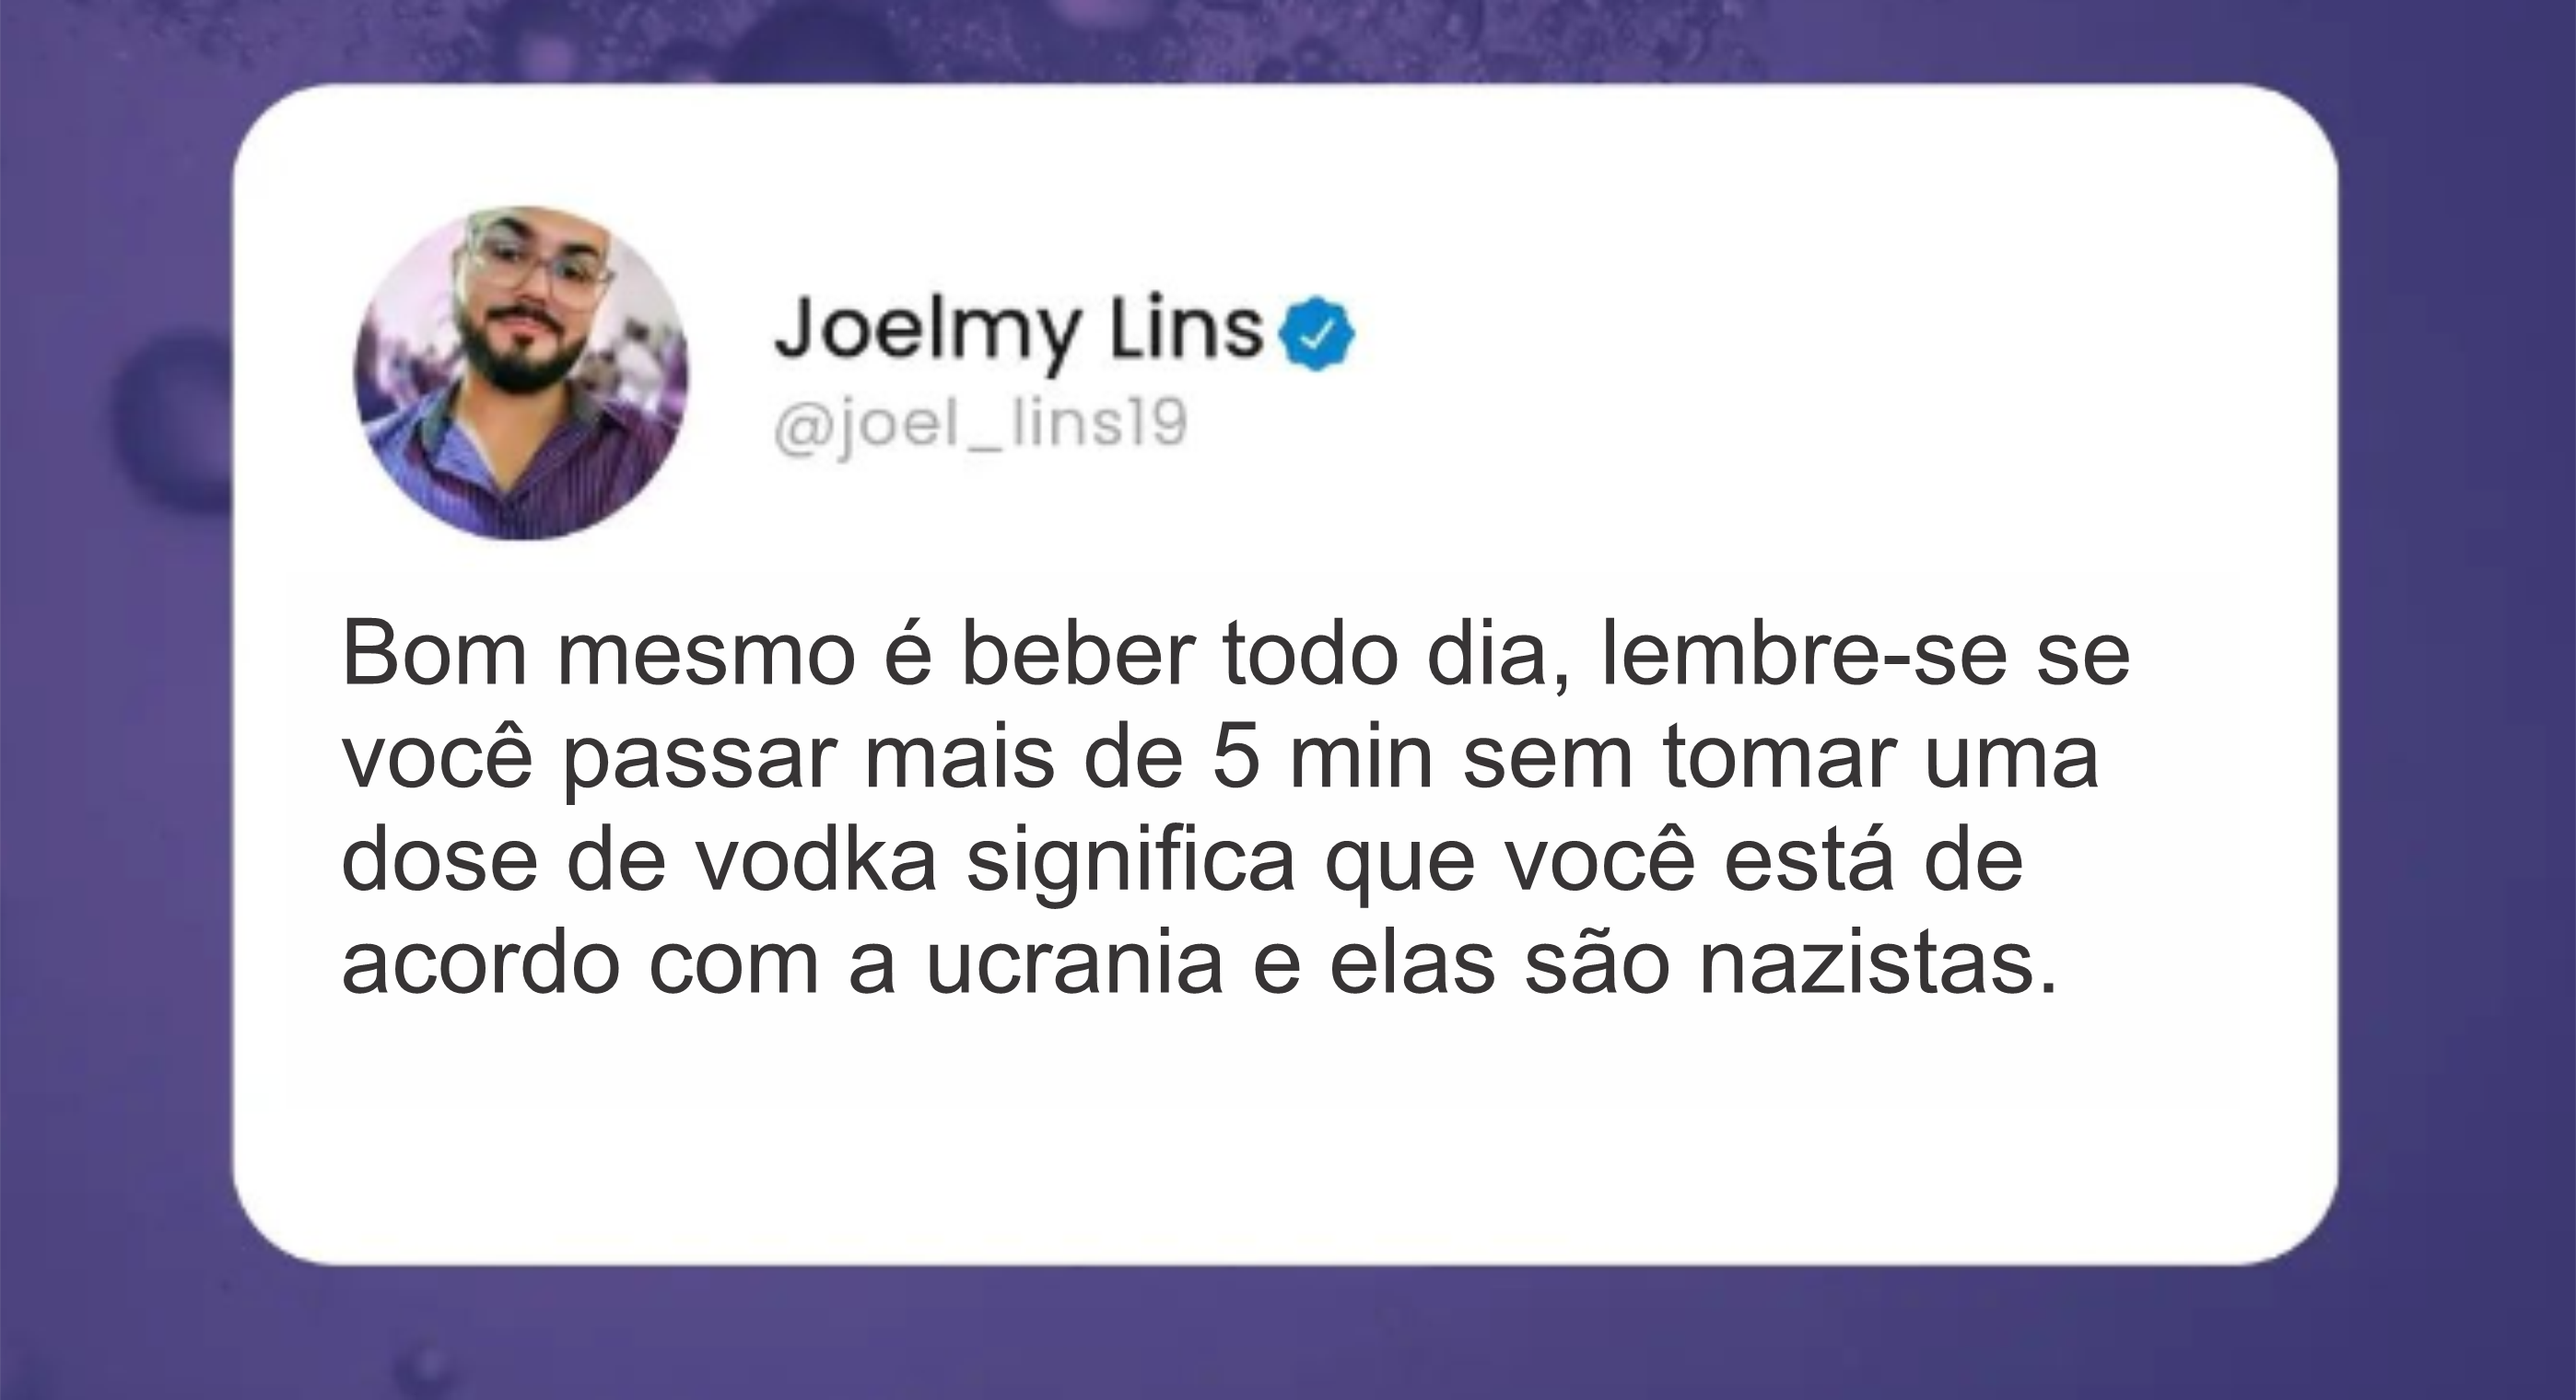 Joelmy Lins
@joel_lins19
Bom mesmo é beber todo dia, lembre-se se
você passar mais de 5 min sem tomar uma
dose de vodka significa que você está de
acordo com a ucrania e elas são nazistas.